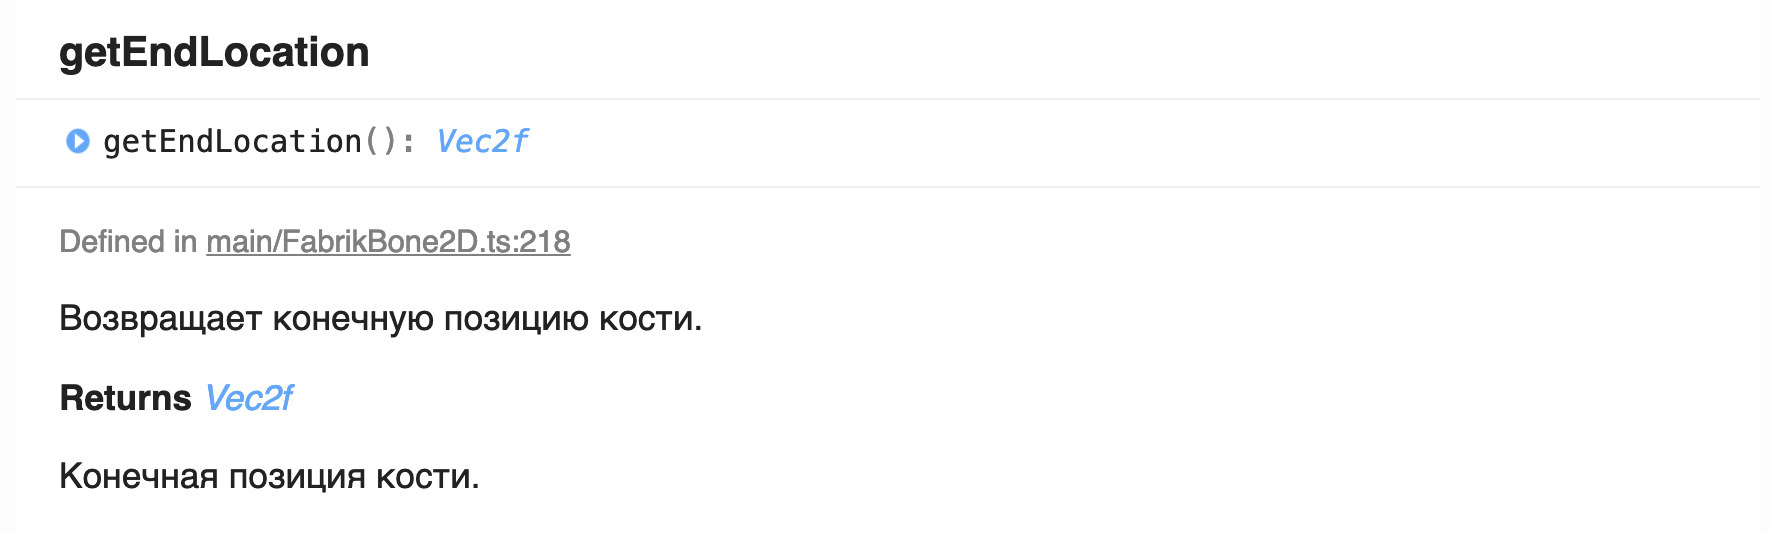 getEndLocation
getEndLocation(): Vec2f
Defined in main/FabrikBone2D.ts:218
Возвращает конечную позицию кости.
Returns Vec2f
Конечная позиция кости.